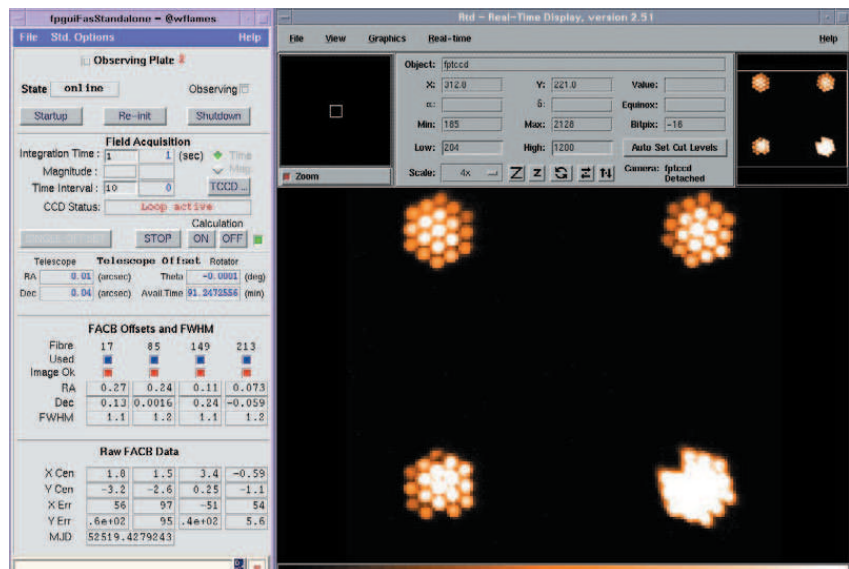 fpguiFasStandalone - @wflames
File Std. Options Help
Observing Plate 2
State online Observing
Startup Re-init Shutdown
Field Acquisition
Integration Time : 1 1 (sec) Time
Magnitude : Mag
Time Interval : 10 0 TCCD ...
CCD Status: Loop active
Calculation
STOP ON OFF
Telescope Telescope Offset Rotator
RA 0.01 (arcsec) Theta -0.0001 (deg)
Dec 0.04 (arcsec) Avail.Time 91.2472556 (min)
FACB Offsets and FWHM
Fibre 17 85 149 213
Used
Image Ok
RA 0.27 0.24 0.11 0.073
Dec 0.13 0.0016 0.24 -0.059
FWHM 1.1 1.2 1.1 1.2
Raw FACB Data
X Cen 1.8 1.5 3.4 -0.59
Y Cen -3.2 -2.6 0.25 -1.1
X Err 56 97 -51 54
Y Err .6e+02 95 .4e+02 5.6
MJD 52519.4279243
Rtd - Real-Time Display, version 2.51
File View Graphics Real-time Help
Object: fptccd
X: 312.0 Y: 221.0 Value:
α: δ: Equinox:
Min: 185 Max: 2128 Bitpix: -16
Low: 204 High: 1200 Auto Set Cut Levels
Zoom
Scale: 4x Z z Camera: fptccd
Detached